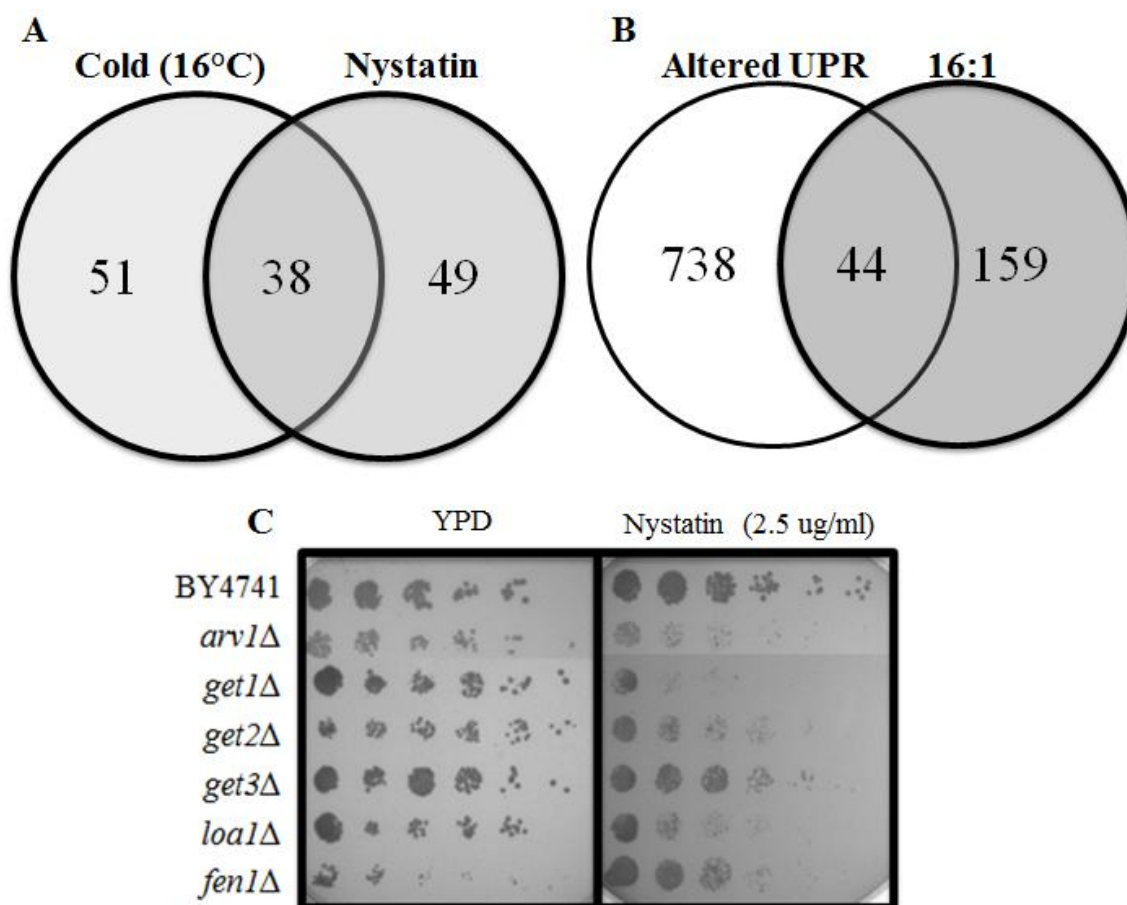 A
Cold (16°C) Nystatin
51 38 49
B
Altered UPR 16:1
738 44 159
C
YPD Nystatin (2.5 ug/ml)
BY4741
arv1Δ
get1Δ
get2Δ
get3Δ
loa1Δ
fen1Δ